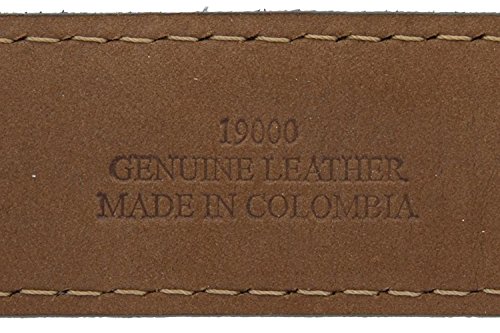 19000
GENUINE LEATHER
MADE IN COLOMBIA